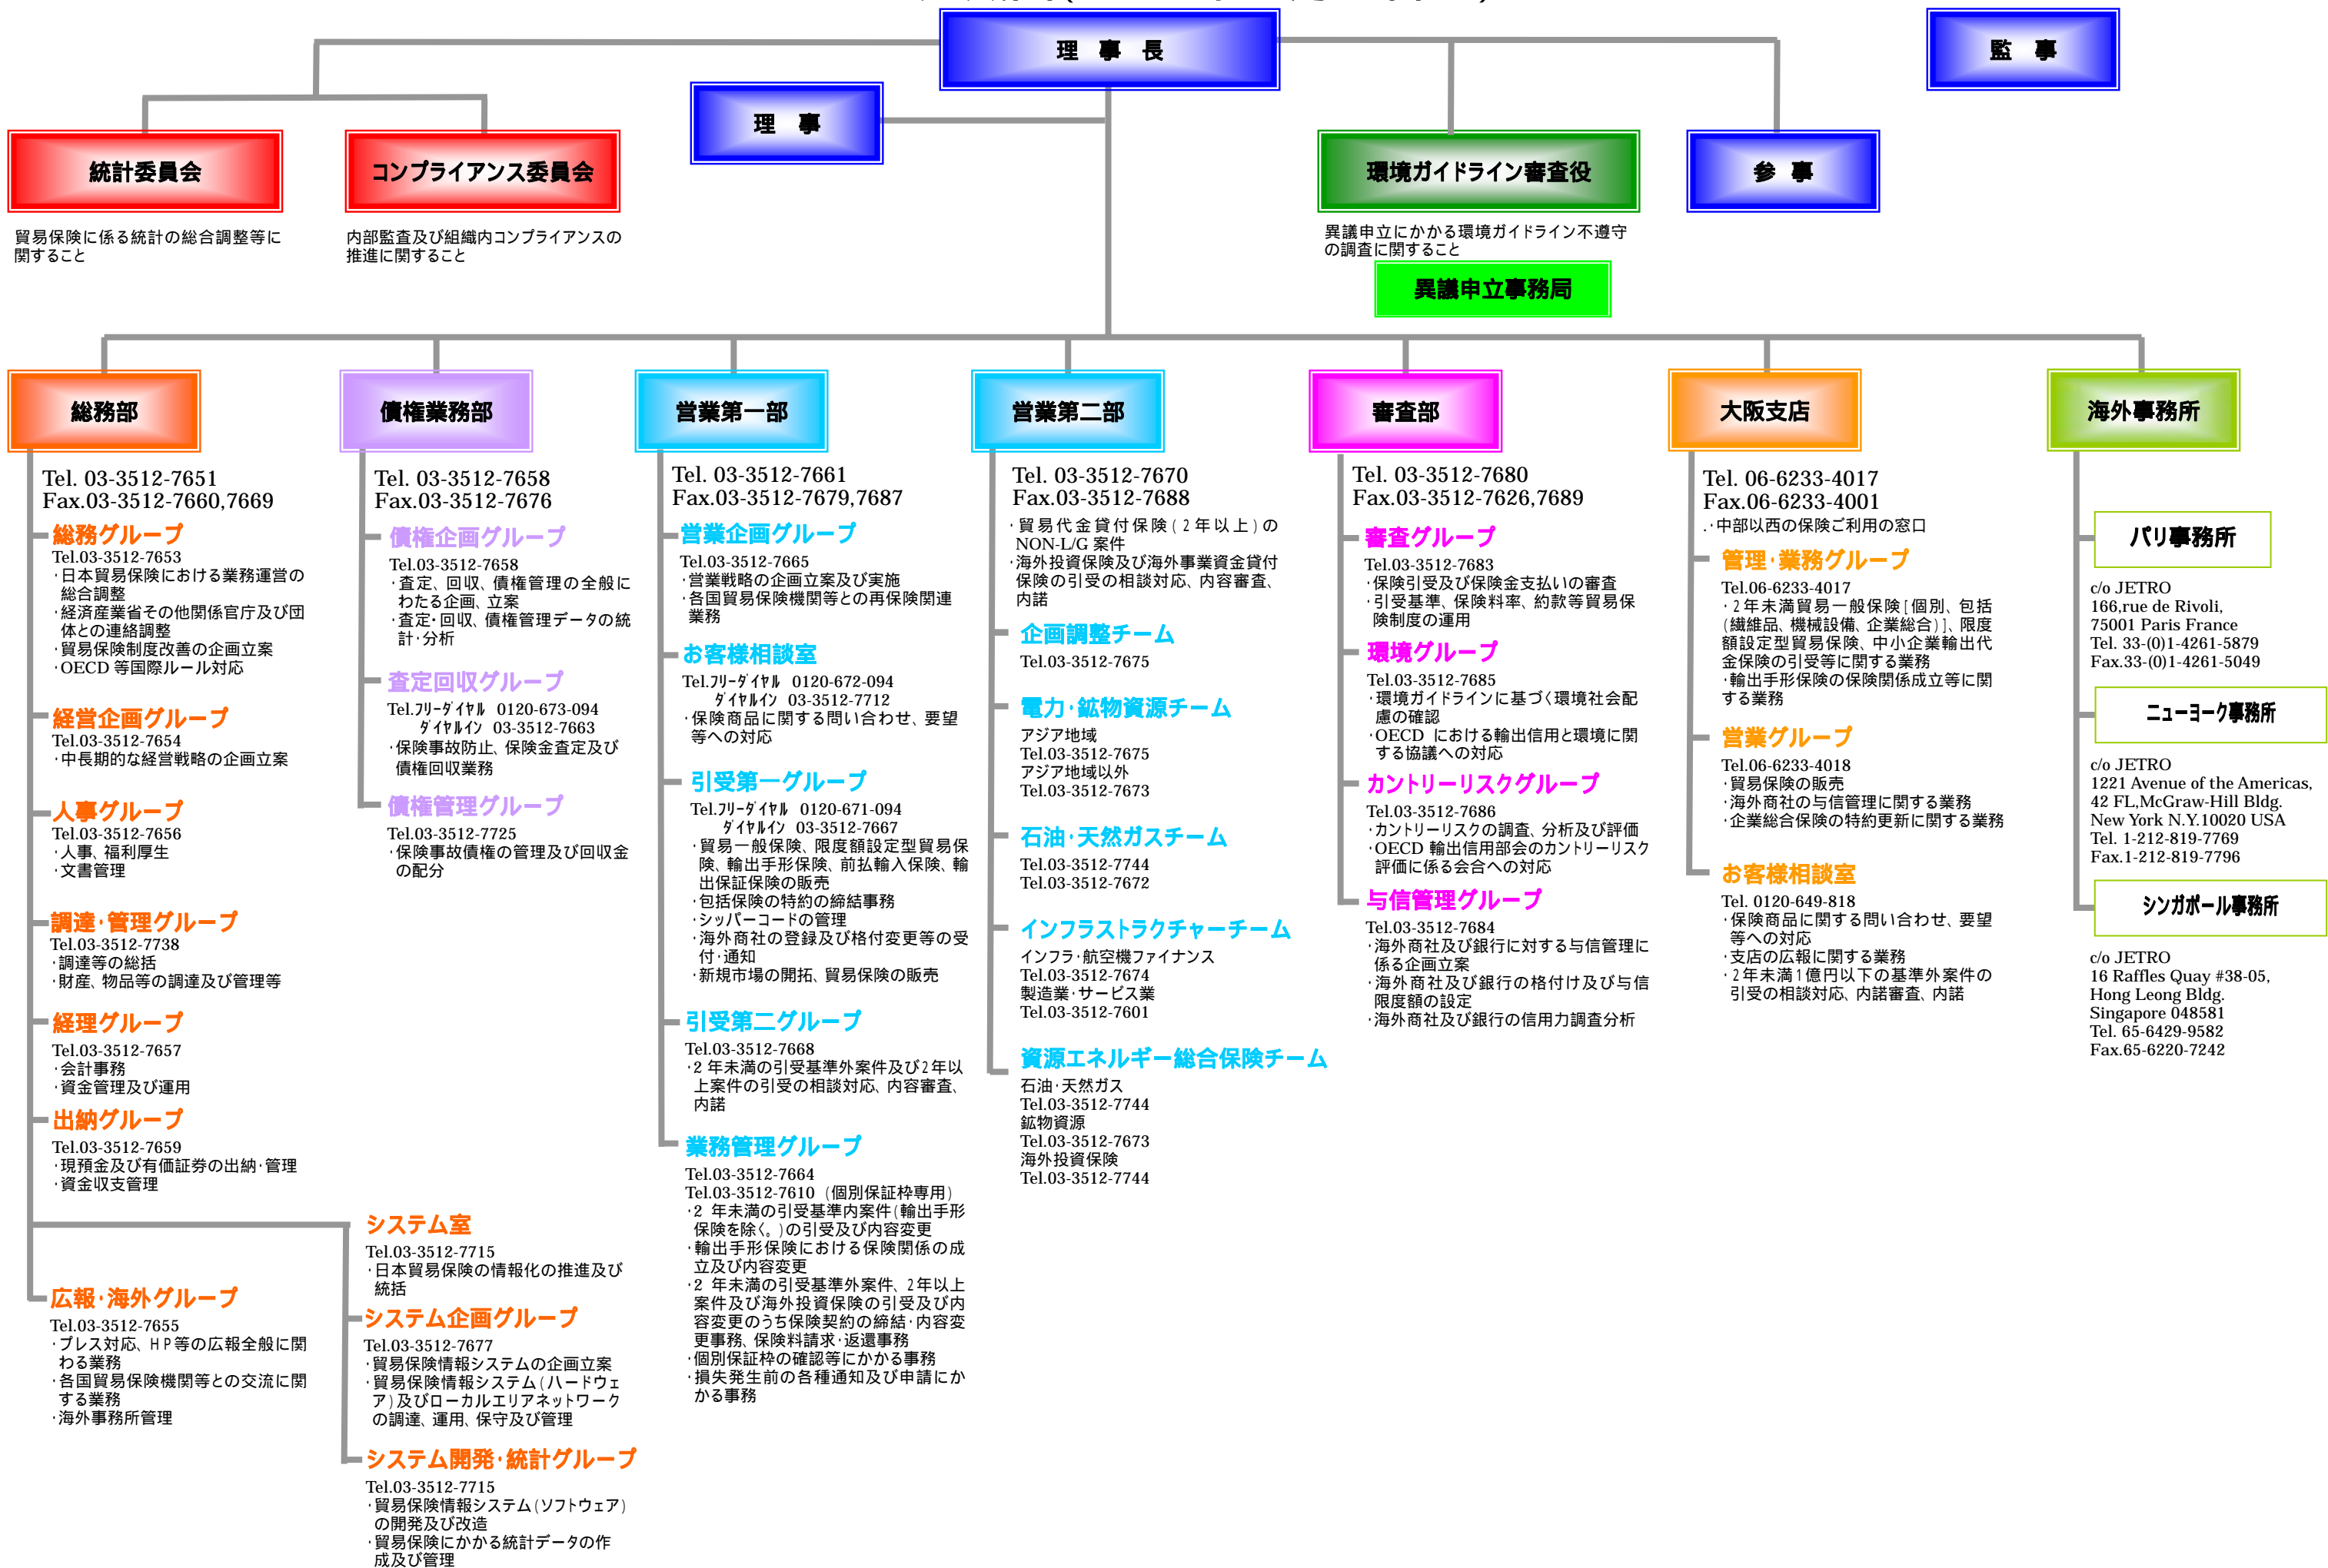 理 事 長
監 事
理 事
統計委員会
貿易保険に係る統計の総合調整等に
関すること
コンプライアンス委員会
内部監査及び組織内コンプライアンスの
推進に関すること
環境ガイドライン審査役
異議申立にかかる環境ガイドライン不遵守
の調査に関すること
異議申立事務局
参 事
総務部
Tel. 03-3512-7651
Fax.03-3512-7660,7669
総務グループ
Tel.03-3512-7653
・日本貿易保険における業務運営の
総合調整
・経済産業省その他関係官庁及び団
体との連絡調整
・貿易保険制度改善の企画立案
・OECD 等国際ルール対応
経営企画グループ
Tel.03-3512-7654
・中長期的な経営戦略の企画立案
人事グループ
Tel.03-3512-7656
・人事、福利厚生
・文書管理
調達・管理グループ
Tel.03-3512-7738
・調達等の総括
・財産、物品等の調達及び管理等
経理グループ
Tel.03-3512-7657
・会計事務
・資金管理及び運用
出納グループ
Tel.03-3512-7659
・現預金及び有価証券の出納・管理
・資金収支管理
広報・海外グループ
Tel.03-3512-7655
・プレス対応、HP等の広報全般に関
わる業務
・各国貿易保険機関等との交流に関
する業務
・海外事務所管理
システム室
Tel.03-3512-7715
・日本貿易保険の情報化の推進及び
統括
システム企画グループ
Tel.03-3512-7677
・貿易保険情報システムの企画立案
・貿易保険情報システム(ハードウェ
ア)及びローカルエリアネットワーク
の調達、運用、保守及び管理
システム開発・統計グループ
Tel.03-3512-7715
・貿易保険情報システム(ソフトウェア)
の開発及び改造
・貿易保険にかかる統計データの作
成及び管理
債権業務部
Tel. 03-3512-7658
Fax.03-3512-7676
債権企画グループ
Tel.03-3512-7658
・査定、回収、債権管理の全般に
わたる企画、立案
・査定・回収、債権管理データの統
計・分析
査定回収グループ
Tel.フリーダイヤル 0120-673-094
ダイヤルイン 03-3512-7663
・保険事故防止、保険金査定及び
債権回収業務
債権管理グループ
Tel.03-3512-7725
・保険事故債権の管理及び回収金
の配分
営業第一部
Tel. 03-3512-7661
Fax.03-3512-7679,7687
営業企画グループ
Tel.03-3512-7665
・営業戦略の企画立案及び実施
・各国貿易保険機関等との再保険関連
業務
お客様相談室
Tel.フリーダイヤル 0120-672-094
ダイヤルイン 03-3512-7712
・保険商品に関する問い合わせ、要望
等への対応
引受第一グループ
Tel.フリーダイヤル 0120-671-094
ダイヤルイン 03-3512-7667
・貿易一般保険、限度額設定型貿易保
険、輸出手形保険、前払輸入保険、輸
出保証保険の販売
・包括保険の特約の締結事務
・シッパーコードの管理
・海外商社の登録及び格付変更等の受
付・通知
・新規市場の開拓、貿易保険の販売
引受第二グループ
Tel.03-3512-7668
・2 年未満の引受基準外案件及び2年以
上案件の引受の相談対応、内容審査、
内諾
業務管理グループ
Tel.03-3512-7664
Tel.03-3512-7610 (個別保証枠専用)
・2 年未満の引受基準内案件(輸出手形
保険を除く。)の引受及び内容変更
・輸出手形保険における保険関係の成
立及び内容変更
・2 年未満の引受基準外案件、2年以上
案件及び海外投資保険の引受及び内
容変更のうち保険契約の締結・内容変
更事務、保険料請求・返還事務
・個別保証枠の確認等にかかる事務
・損失発生前の各種通知及び申請にか
かる事務
営業第二部
Tel. 03-3512-7670
Fax.03-3512-7688
・貿易代金貸付保険(2年以上)の
NON-L/G 案件
・海外投資保険及び海外事業資金貸付
保険の引受の相談対応、内容審査、
内諾
企画調整チーム
Tel.03-3512-7675
電力・鉱物資源チーム
アジア地域
Tel.03-3512-7675
アジア地域以外
Tel.03-3512-7673
石油・天然ガスチーム
Tel.03-3512-7744
Tel.03-3512-7672
インフラストラクチャーチーム
インフラ・航空機ファイナンス
Tel.03-3512-7674
製造業・サービス業
Tel.03-3512-7601
資源エネルギー総合保険チーム
石油・天然ガス
Tel.03-3512-7744
鉱物資源
Tel.03-3512-7673
海外投資保険
Tel.03-3512-7744
審査部
Tel. 03-3512-7680
Fax.03-3512-7626,7689
審査グループ
Tel.03-3512-7683
・保険引受及び保険金支払いの審査
・引受基準、保険料率、約款等貿易保
険制度の運用
環境グループ
Tel.03-3512-7685
・環境ガイドラインに基づく環境社会配
慮の確認
・OECD における輸出信用と環境に関
する協議への対応
カントリーリスクグループ
Tel.03-3512-7686
・カントリーリスクの調査、分析及び評価
・OECD 輸出信用部会のカントリーリスク
評価に係る会合への対応
与信管理グループ
Tel.03-3512-7684
・海外商社及び銀行に対する与信管理に
係る企画立案
・海外商社及び銀行の格付け及び与信
限度額の設定
・海外商社及び銀行の信用力調査分析
大阪支店
Tel. 06-6233-4017
Fax.06-6233-4001
.・中部以西の保険ご利用の窓口
管理・業務グループ
Tel.06-6233-4017
・2年未満貿易一般保険[個別、包括
(繊維品、機械設備、企業総合)]、限度
額設定型貿易保険、中小企業輸出代
金保険の引受等に関する業務
・輸出手形保険の保険関係成立等に関
する業務
営業グループ
Tel.06-6233-4018
・貿易保険の販売
・海外商社の与信管理に関する業務
・企業総合保険の特約更新に関する業務
お客様相談室
Tel. 0120-649-818
・保険商品に関する問い合わせ、要望
等への対応
・支店の広報に関する業務
・2年未満1億円以下の基準外案件の
引受の相談対応、内諾審査、内諾
海外事務所
パリ事務所
c/o JETRO
166,rue de Rivoli,
75001 Paris France
Tel. 33-(0)1-4261-5879
Fax.33-(0)1-4261-5049
ニューヨーク事務所
c/o JETRO
1221 Avenue of the Americas,
42 FL,McGraw-Hill Bldg.
New York N.Y.10020 USA
Tel. 1-212-819-7769
Fax.1-212-819-7796
シンガポール事務所
c/o JETRO
16 Raffles Quay #38-05,
Hong Leong Bldg.
Singapore 048581
Tel. 65-6429-9582
Fax.65-6220-7242